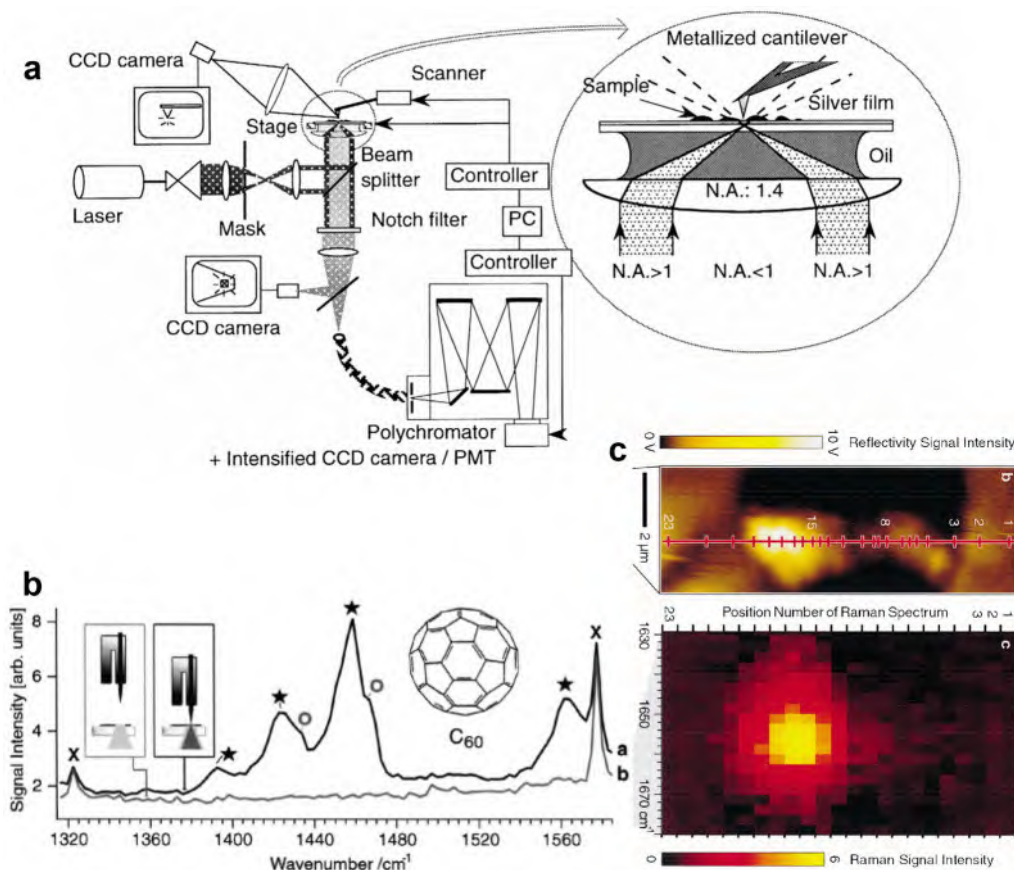 a
CCD camera
Scanner
Stage
Beam
splitter
Laser
Mask
Notch filter
CCD camera
Controller
PC
Controller
Polychromator
+ Intensified CCD camera / PMT
Metallized cantilever
Sample
Silver film
Oil
N.A.: 1.4
N.A.>1
N.A.<1
N.A.>1
b
Signal Intensity [arb. units]
8
6
4
2
X
C60
X
a
b
1320
1360
1400
1440
1480
1520
1560
Wavenumber /cm-1
c
0 V
10 V
Reflectivity Signal Intensity
b
2 µm
23
15
8
3
2
1
Position Number of Raman Spectrum
23
3
2
1
c
1630
1650
1670 cm-1
0
6
Raman Signal Intensity